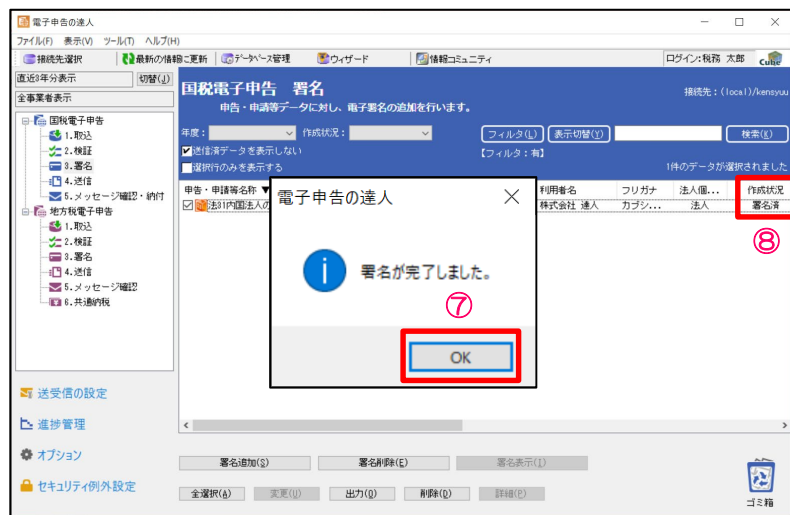 電子申告の達人
ファイル(F) 表示(V) ツール(T) ヘルプ(H)
接続先選択 最新の情報に更新 データベース管理 ウィザード 情報コミュニティ ログイン:税務 太郎 Cube
直近3年分表示 切替(J)
全事業者表示
国税電子申告
1.取込
2.検証
3.署名
4.送信
5.メッセージ確認・納付
地方税電子申告
1.取込
2.検証
3.署名
4.送信
5.メッセージ確認
6.共通納税
送受信の設定
進捗管理
オプション
セキュリティ例外設定
国税電子申告 署名
申告・申請等データに対し、電子署名の追加を行います。
接続先:(local)/kensyuu
年度: 作成状況: フィルタ(L) 表示切替(Y) 検索(K)
送信済データを表示しない 【フィルタ:有】
選択行のみを表示する 1件のデータが選択されました
申告・申請等名称 ▼ 利用者名 フリガナ 法人個... 作成状況
法31内国法人の 株式会社 達人 カブシ... 法人 署名済
⑧
電子申告の達人
署名が完了しました。
⑦
OK
署名追加(S) 署名削除(E) 署名表示(I)
全選択(A) 変更(U) 出力(O) 削除(D) 詳細(P)
ゴミ箱